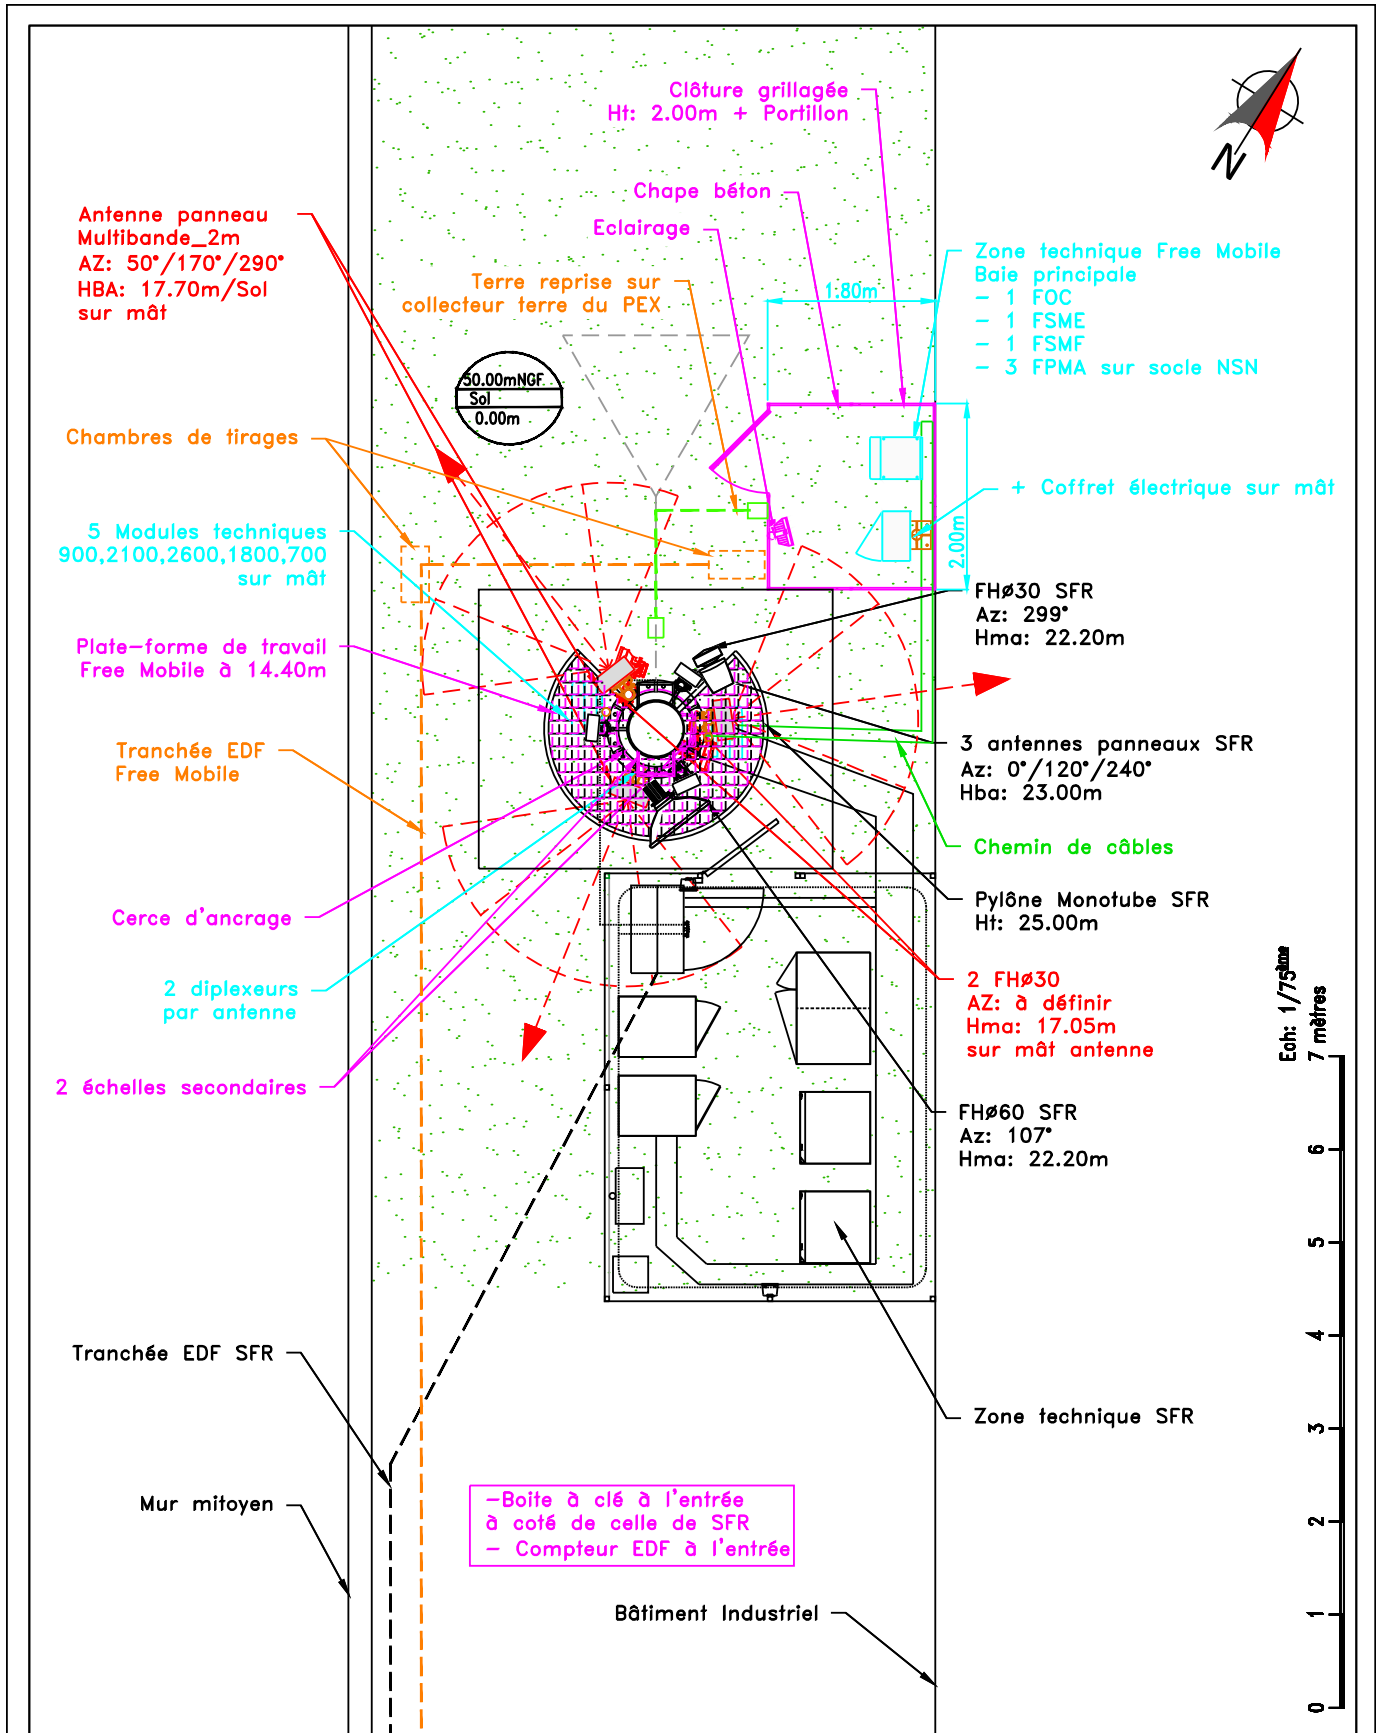 Clôture grillagée
Ht: 2.00m + Portillon
N
Chape béton
Eclairage
Antenne panneau
Multibande_2m
AZ: 50°/170°/290°
HBA: 17.70m/Sol
sur mât
Terre reprise sur
collecteur terre du PEX
1.80m
Zone technique Free Mobile
Baie principale
- 1 FOC
- 1 FSME
- 1 FSMF
- 3 FPMA sur socle NSN
50.00mNGF
Sol
0.00m
Chambres de tirages
+ Coffret électrique sur mât
2.00m
5 Modules techniques
900,2100,2600,1800,700
sur mât
FHø30 SFR
Az: 299°
Hma: 22.20m
Plate-forme de travail
Free Mobile à 14.40m
Tranchée EDF
Free Mobile
3 antennes panneaux SFR
Az: 0°/120°/240°
Hba: 23.00m
Chemin de câbles
Cerce d'ancrage
Pylône Monotube SFR
Ht: 25.00m
2 diplexeurs
par antenne
2 FHø30
AZ: à définir
Hma: 17.05m
sur mât antenne
2 échelles secondaires
FHø60 SFR
Az: 107°
Hma: 22.20m
Ech: 1/75ème
7 mètres
6
5
4
3
2
1
0
Tranchée EDF SFR
Zone technique SFR
Mur mitoyen
-Boite à clé à l'entrée
à coté de celle de SFR
- Compteur EDF à l'entrée
Bâtiment Industriel